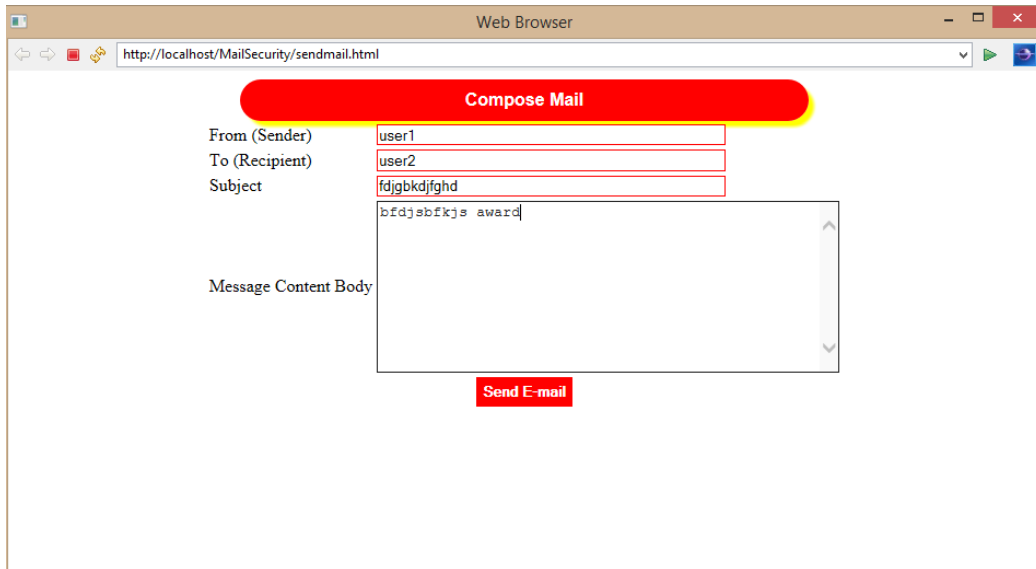 Web Browser
http://localhost/MailSecurity/sendmail.html
Compose Mail
From (Sender) user1
To (Recipient) user2
Subject fdjgbkdjfghd
bfdjsbfkjs award
Message Content Body
Send E-mail